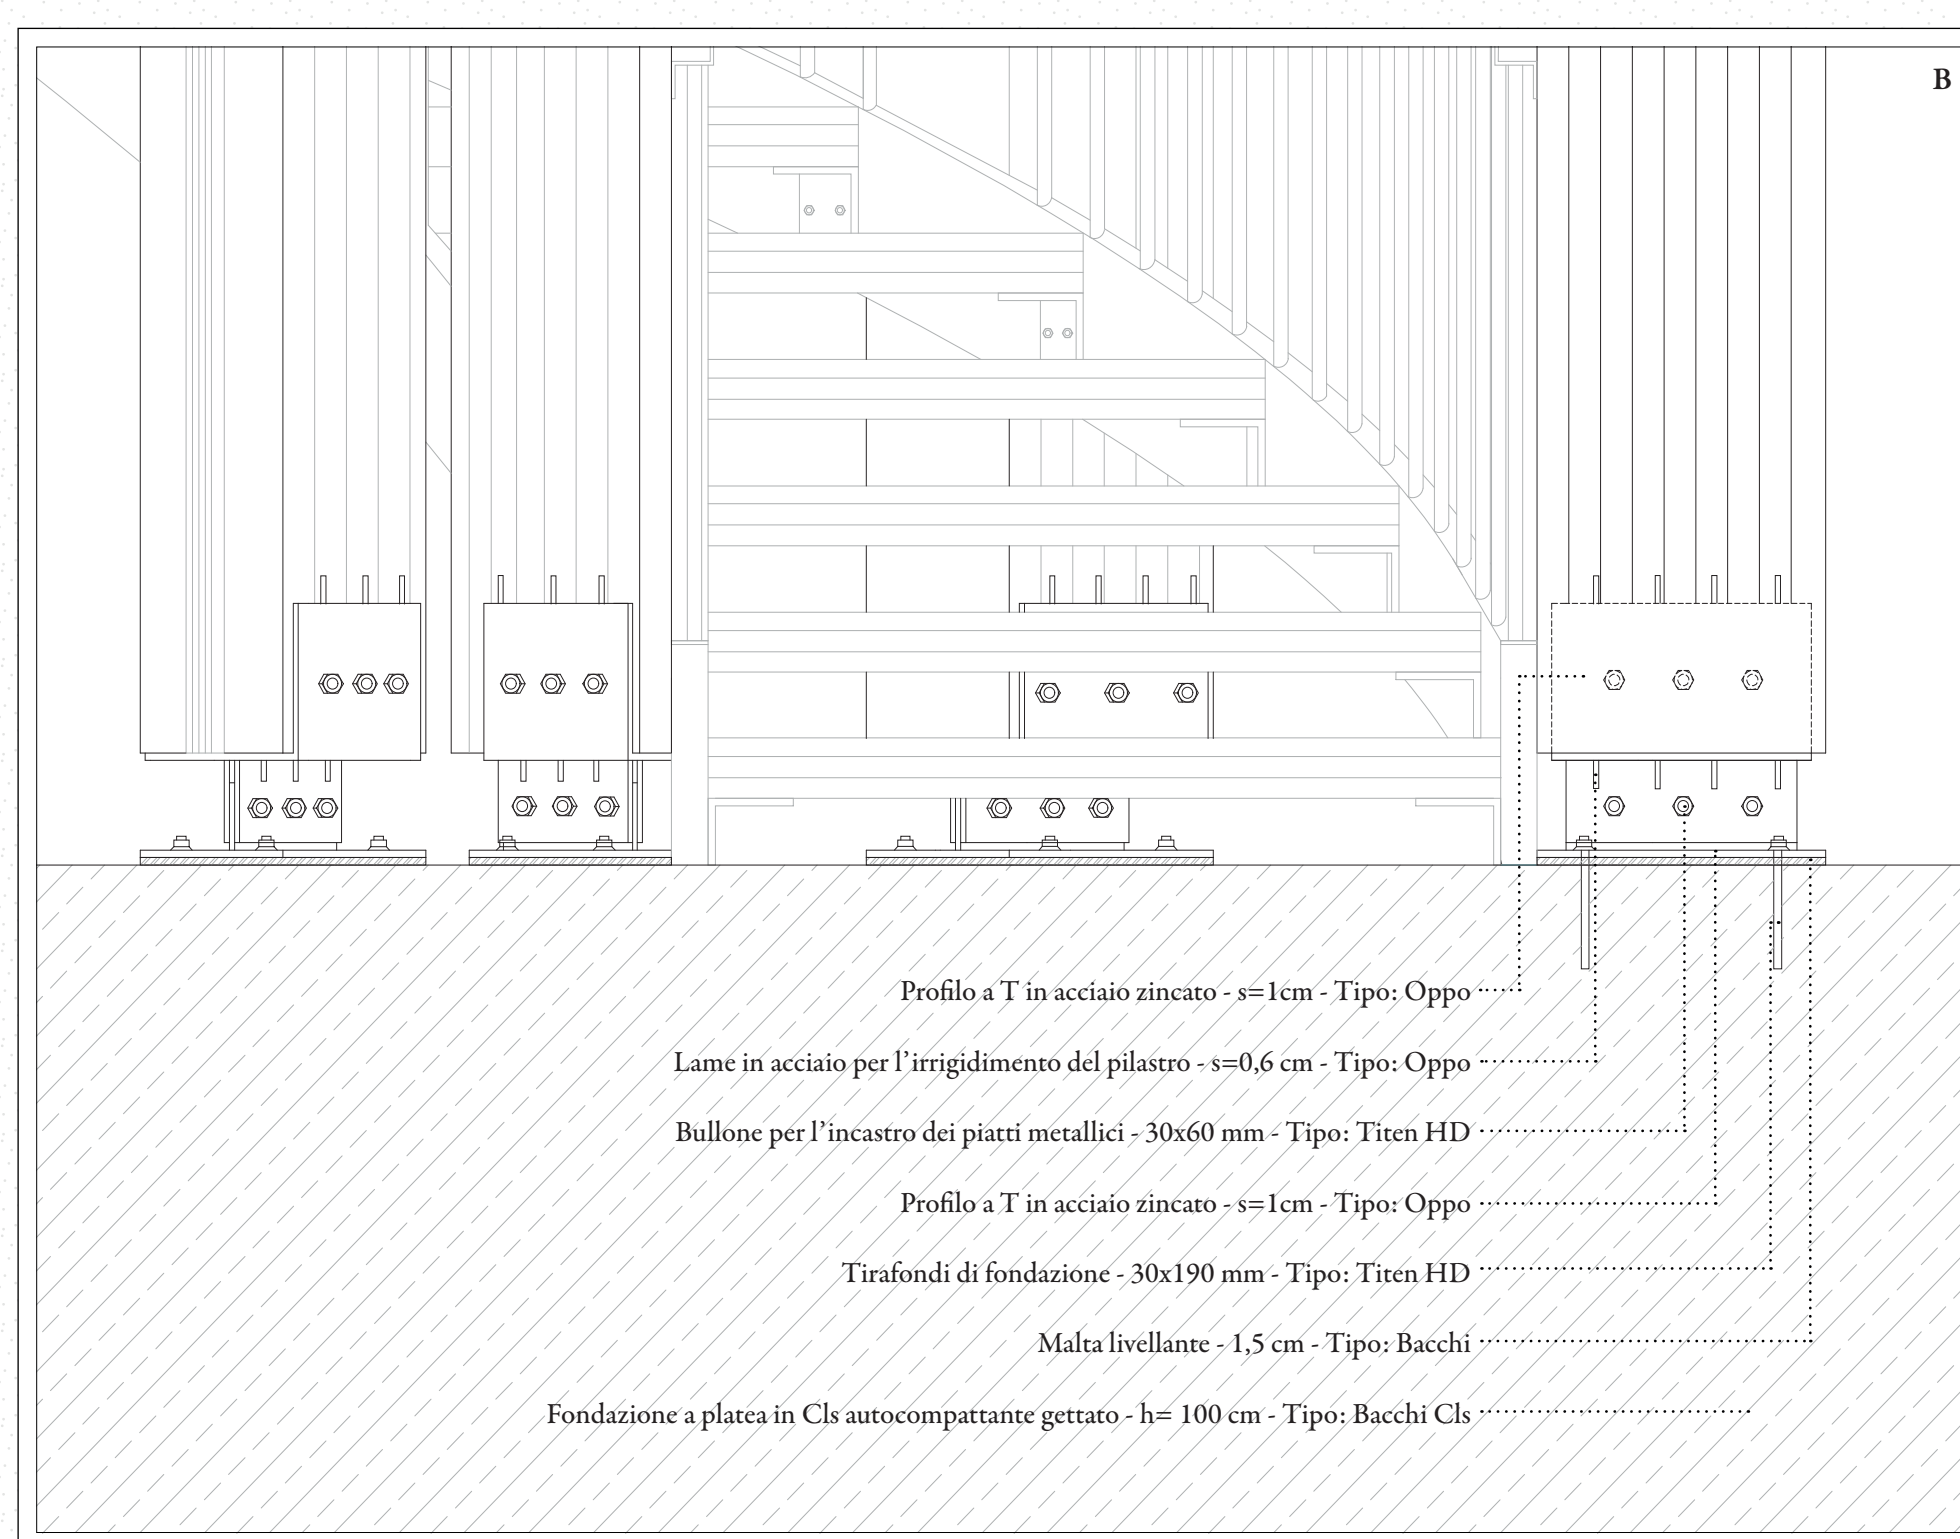 B
Profilo a T in acciaio zincato - s=1cm - Tipo: Oppo
Lame in acciaio per l’irrigidimento del pilastro - s=0,6 cm - Tipo: Oppo
Bullone per l’incastro dei piatti metallici - 30x60 mm - Tipo: Titen HD
Profilo a T in acciaio zincato - s=1cm - Tipo: Oppo
Tirafondi di fondazione - 30x190 mm - Tipo: Titen HD
Malta livellante - 1,5 cm - Tipo: Bacchi
Fondazione a platea in Cls autocompattante gettato - h= 100 cm - Tipo: Bacchi Cls